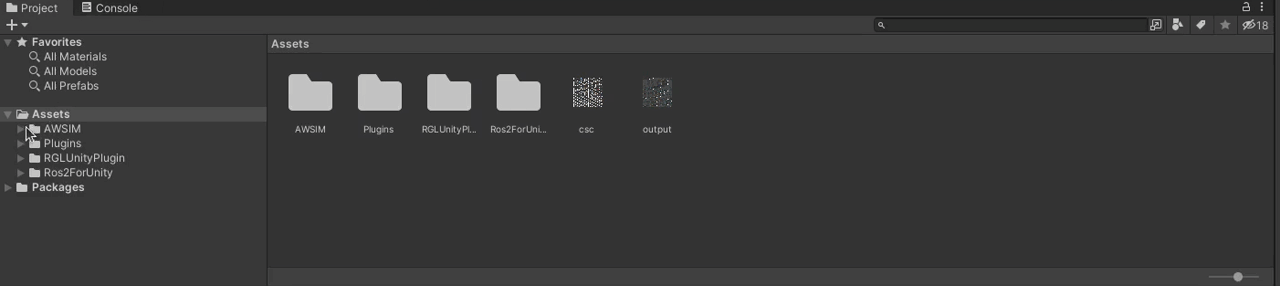 Project
Console
18
Favorites
All Materials
All Models
All Prefabs
Assets
AWSIM
Plugins
RGLUnityPlugin
Ros2ForUnity
Packages
Assets
AWSIM
Plugins
RGLUnityPl...
Ros2ForUni...
csc
output